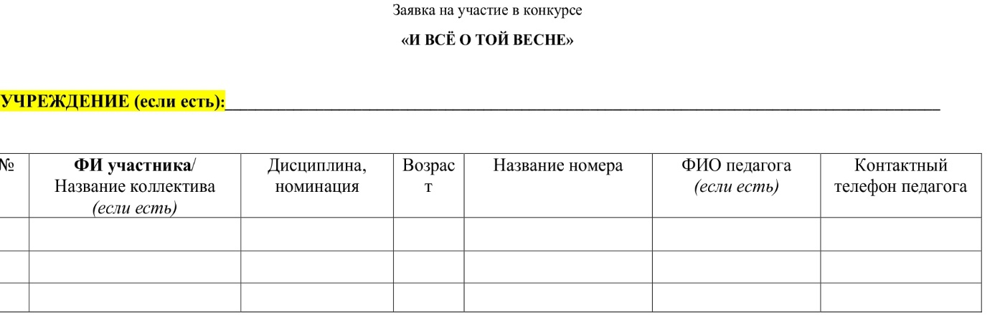 Заявка на участие в конкурсе
«И ВСЁ О ТОЙ ВЕСНЕ»
УЧРЕЖДЕНИЕ (если есть):
№
ФИ участника/
Название коллектива
(если есть)
Дисциплина,
номинация
Возрас
т
Название номера
ФИО педагога
(если есть)
Контактный
телефон педагога